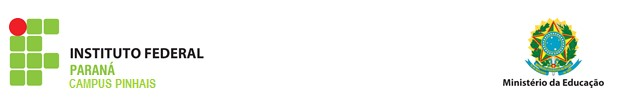 INSTITUTO FEDERAL
PARANÁ
CAMPUS PINHAIS
Ministério da Educação